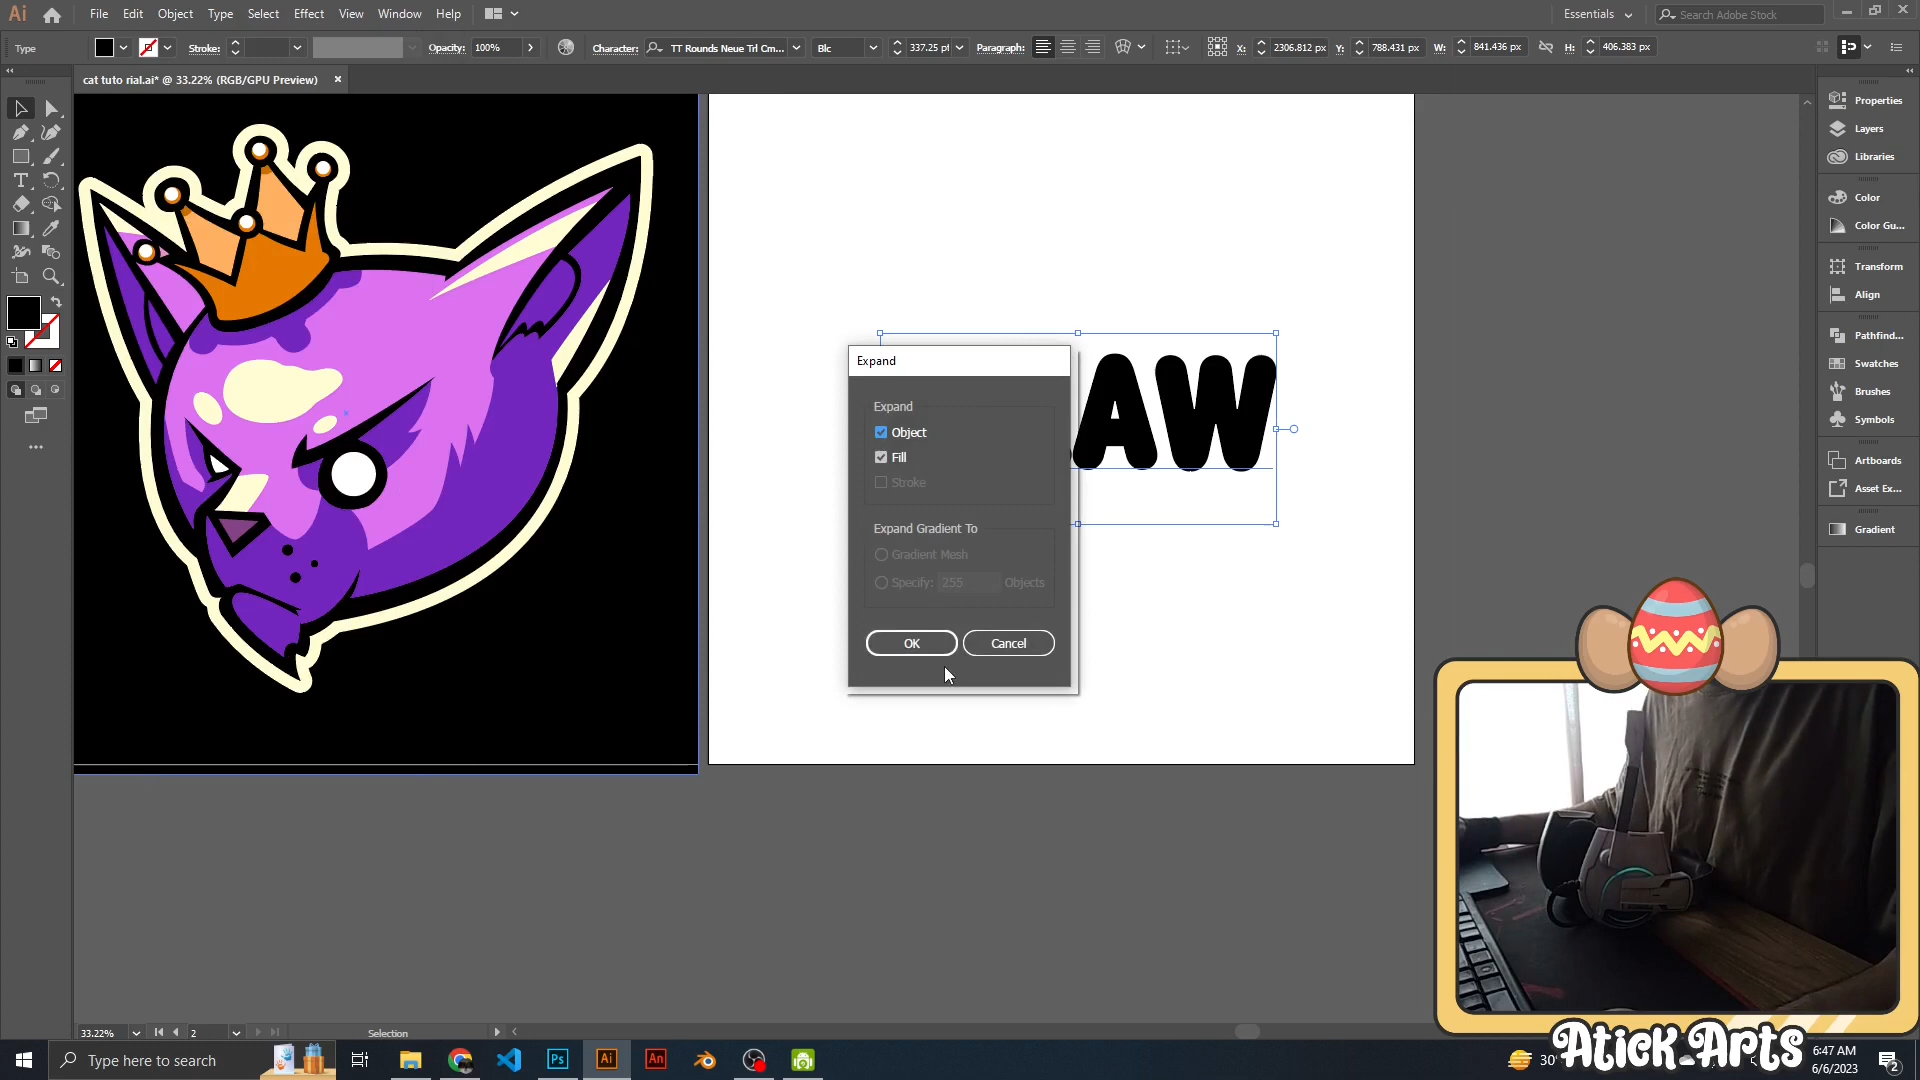 Ai File Edit Object Type Select Effect View Window Help Essentials Search Adobe Stock
Type Stroke: Opacity: 100% Character: TT Rounds Neue Trl Cm... Blc 337.25 pt Paragraph: X: 2306.812 px Y: 788.431 px W: 841.436 px H: 406.383 px
cat tuto rial.ai* @ 33.22% (RGB/GPU Preview) ×
Properties
Layers
Libraries
Color
Color Gu...
Transform
Align
Pathfind...
Swatches
Brushes
Symbols
Artboards
Asset Ex...
Gradient
AW
Expand
Expand
Object
Fill
Stroke
Expand Gradient To
Gradient Mesh
Specify: 255 Objects
OK Cancel
33.22% 2 Selection
Type here to search
Ps Ai An
30°
Atick Arts
6:47 AM
6/6/2023
2